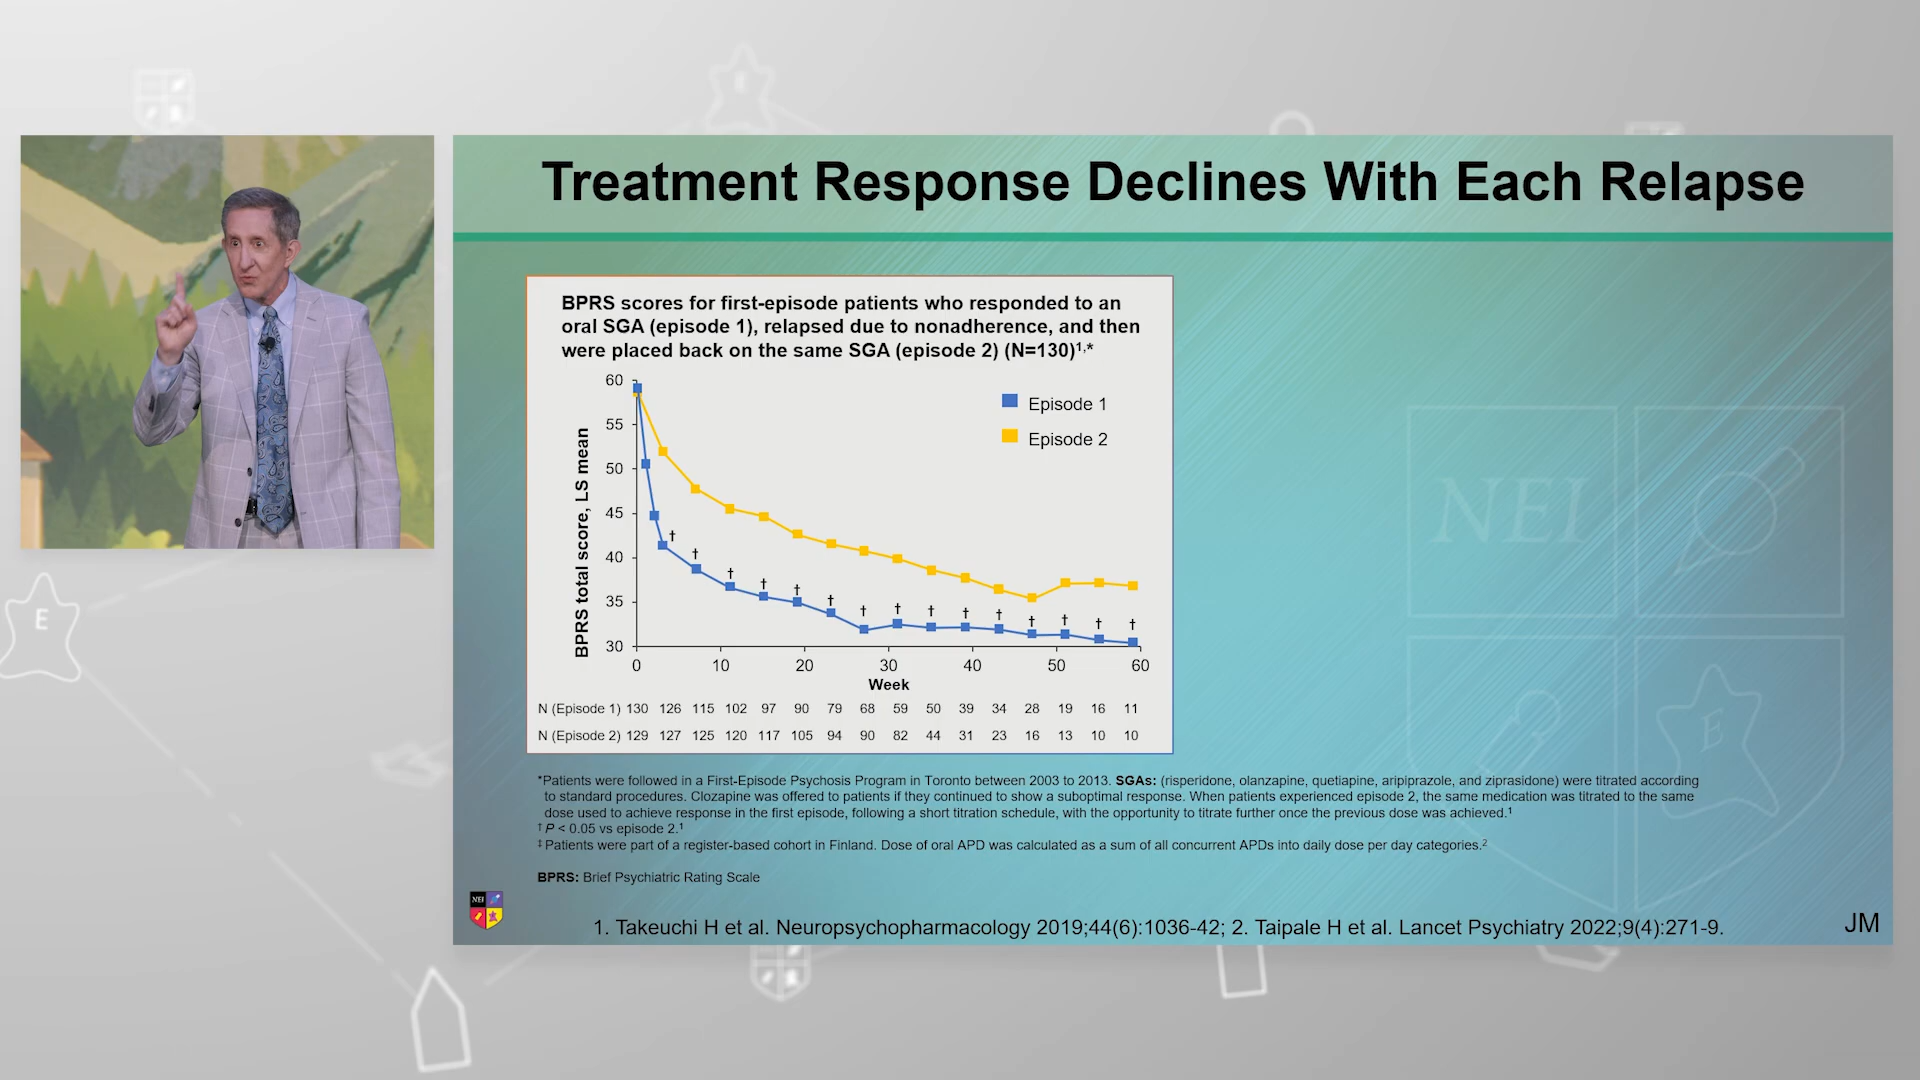 Treatment Response Declines With Each Relapse
BPRS scores for first-episode patients who responded to an
oral SGA (episode 1), relapsed due to nonadherence, and then
were placed back on the same SGA (episode 2) (N=130)¹,*
60
55
50
45
40
35
30
BPRS total score, LS mean
Episode 1
Episode 2
† † † † † † † † † † † † † † †
0 10 20 30 40 50 60
Week
N (Episode 1) 130 126 115 102 97 90 79 68 59 50 39 34 28 19 16 11
N (Episode 2) 129 127 125 120 117 105 94 90 82 44 31 23 16 13 10 10
*Patients were followed in a First-Episode Psychosis Program in Toronto between 2003 to 2013. SGAs: (risperidone, olanzapine, quetiapine, aripiprazole, and ziprasidone) were titrated according
to standard procedures. Clozapine was offered to patients if they continued to show a suboptimal response. When patients experienced episode 2, the same medication was titrated to the same
dose used to achieve response in the first episode, following a short titration schedule, with the opportunity to titrate further once the previous dose was achieved.¹
† P < 0.05 vs episode 2.¹
‡ Patients were part of a register-based cohort in Finland. Dose of oral APD was calculated as a sum of all concurrent APDs into daily dose per day categories.²
BPRS: Brief Psychiatric Rating Scale
1. Takeuchi H et al. Neuropsychopharmacology 2019;44(6):1036-42; 2. Taipale H et al. Lancet Psychiatry 2022;9(4):271-9.
JM
NEI
NEI
E
E
E